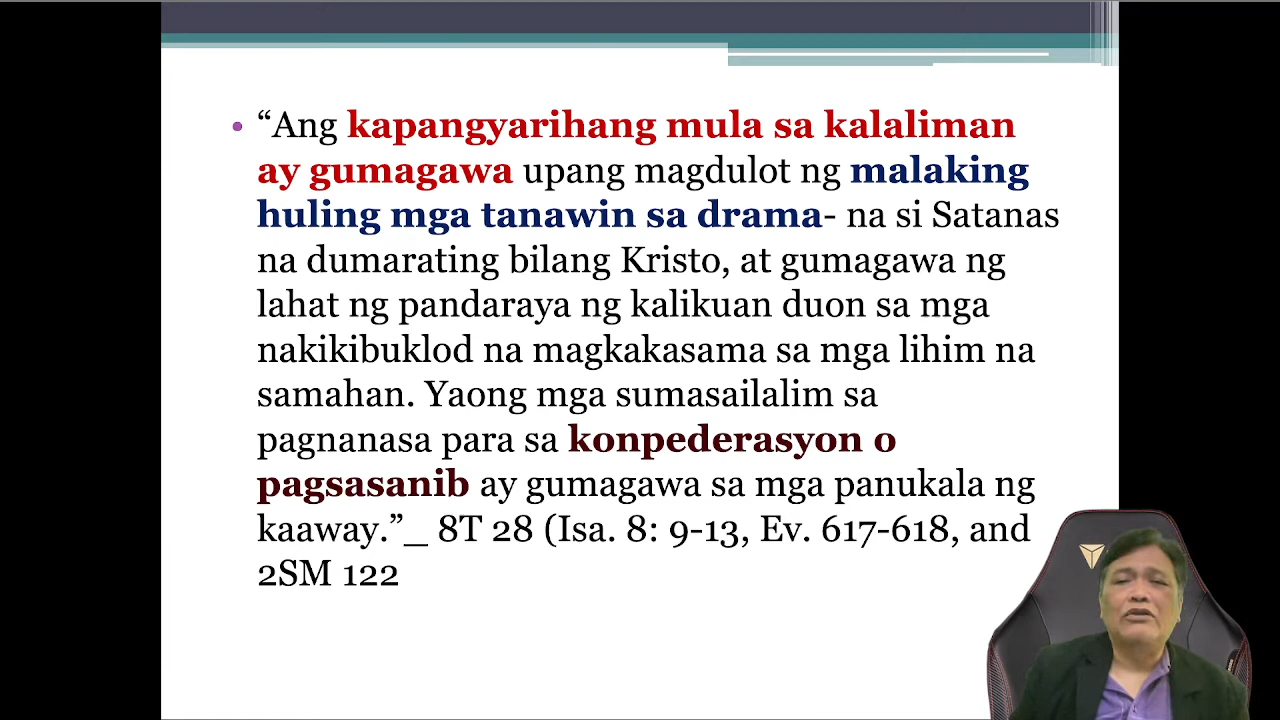 • “Ang kapangyarihang mula sa kalaliman
ay gumagawa upang magdulot ng malaking
huling mga tanawin sa drama- na si Satanas
na dumarating bilang Kristo, at gumagawa ng
lahat ng pandaraya ng kalikuan duon sa mga
nakikibuklod na magkakasama sa mga lihim na
samahan. Yaong mga sumasailalim sa
pagnanasa para sa konpederasyon o
pagsasanib ay gumagawa sa mga panukala ng
kaaway.”_ 8T 28 (Isa. 8: 9-13, Ev. 617-618, and
2SM 122